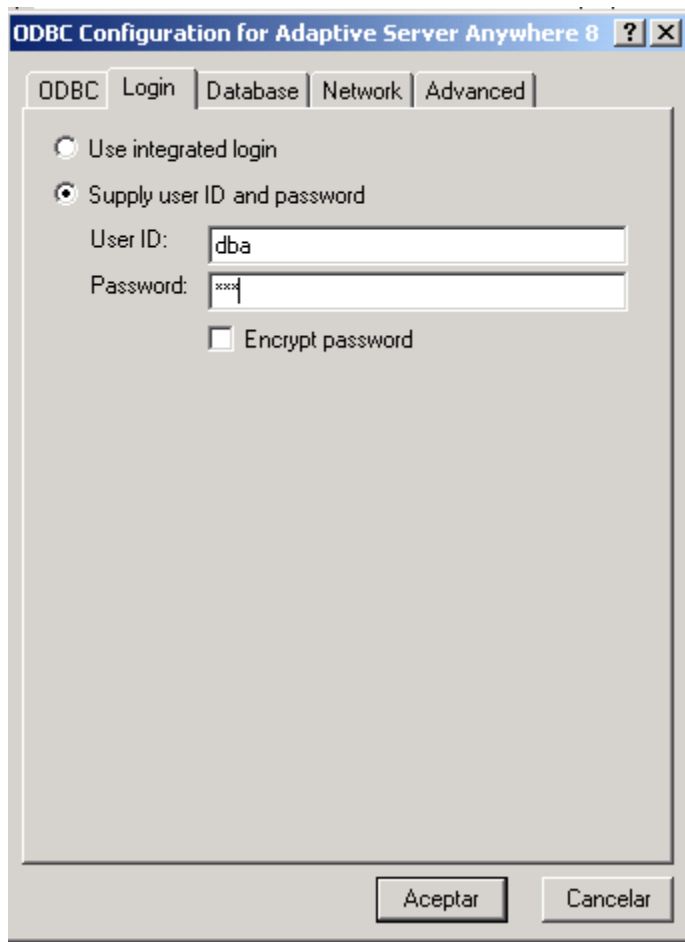 ODBC Configuration for Adaptive Server Anywhere 8
ODBC Login Database Network Advanced
Use integrated login
Supply user ID and password
User ID: dba
Password: ***
Encrypt password
Aceptar Cancelar